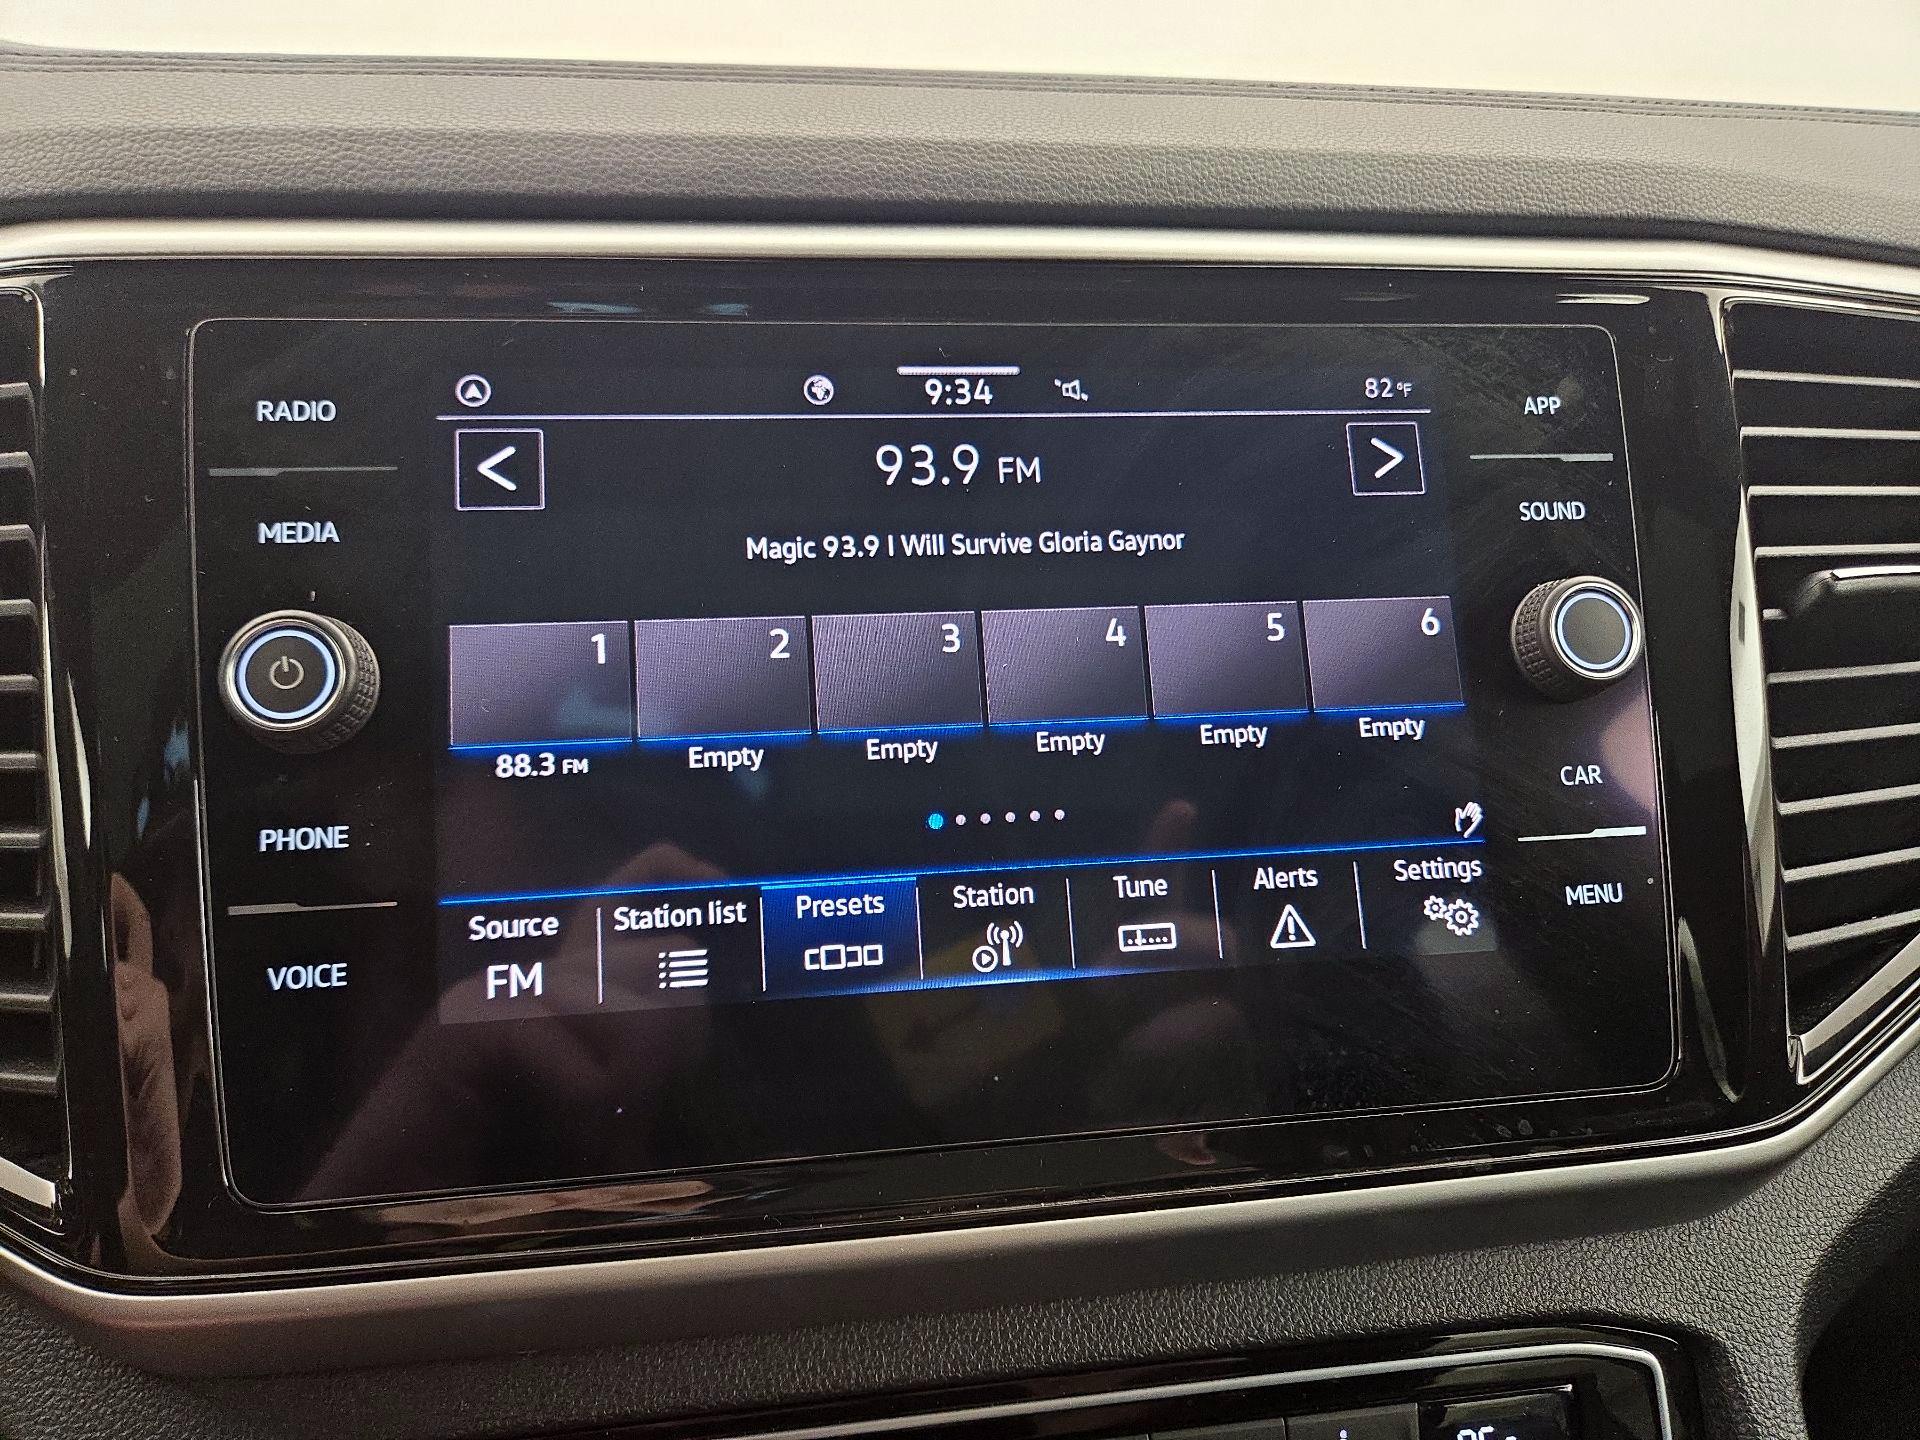 RADIO
MEDIA
PHONE
VOICE
9:34
82 °F
93.9 FM
Magic 93.9 I Will Survive Gloria Gaynor
1
2
3
4
5
6
88.3 FM
Empty
Empty
Empty
Empty
Empty
Source
FM
Station list
Presets
Station
Tune
Alerts
Settings
APP
SOUND
CAR
MENU